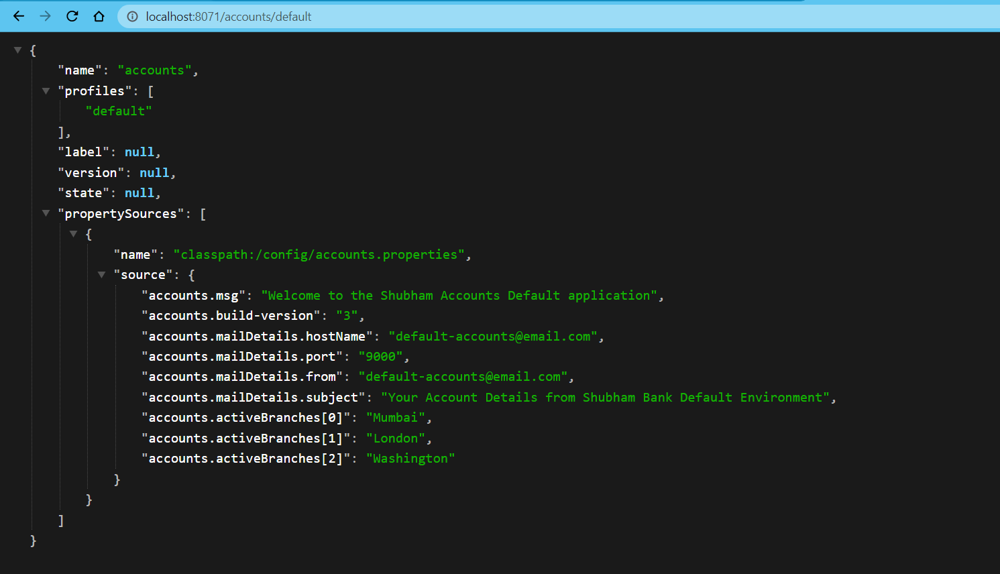 localhost:8071/accounts/default
{
"name": "accounts",
"profiles": [
"default"
],
"label": null,
"version": null,
"state": null,
"propertySources": [
{
"name": "classpath:/config/accounts.properties",
"source": {
"accounts.msg": "Welcome to the Shubham Accounts Default application",
"accounts.build-version": "3",
"accounts.mailDetails.hostName": "default-accounts@email.com",
"accounts.mailDetails.port": "9000",
"accounts.mailDetails.from": "default-accounts@email.com",
"accounts.mailDetails.subject": "Your Account Details from Shubham Bank Default Environment",
"accounts.activeBranches[0]": "Mumbai",
"accounts.activeBranches[1]": "London",
"accounts.activeBranches[2]": "Washington"
}
}
]
}